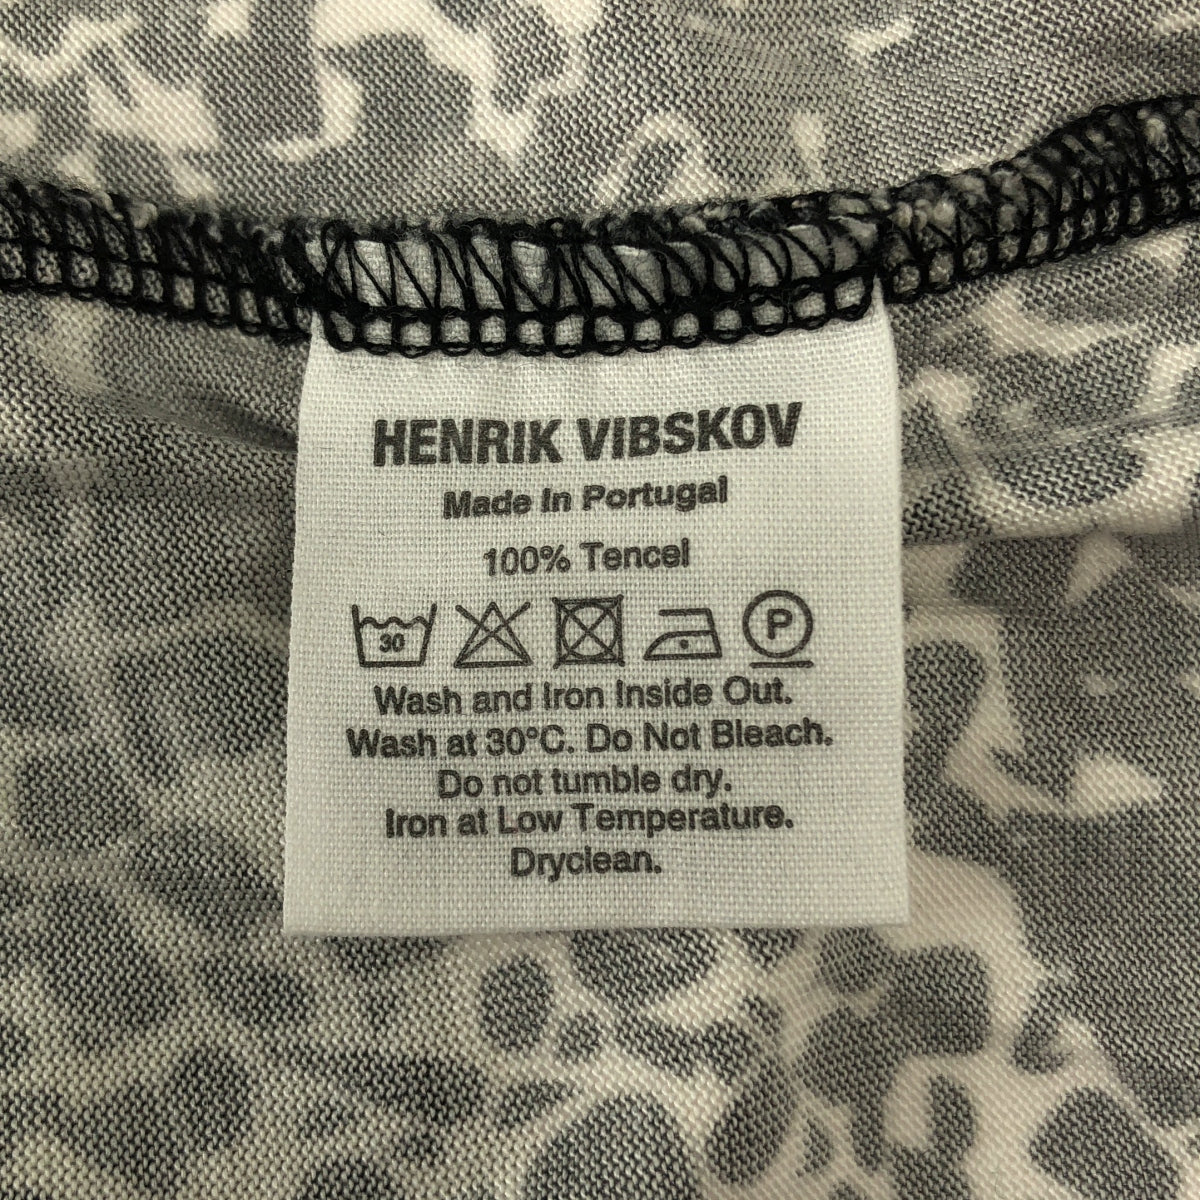 HENRIK VIBSKOV
Made In Portugal
100% Tencel
30 P
Wash and Iron Inside Out.
Wash at 30°C. Do Not Bleach.
Do not tumble dry.
Iron at Low Temperature.
Dryclean.